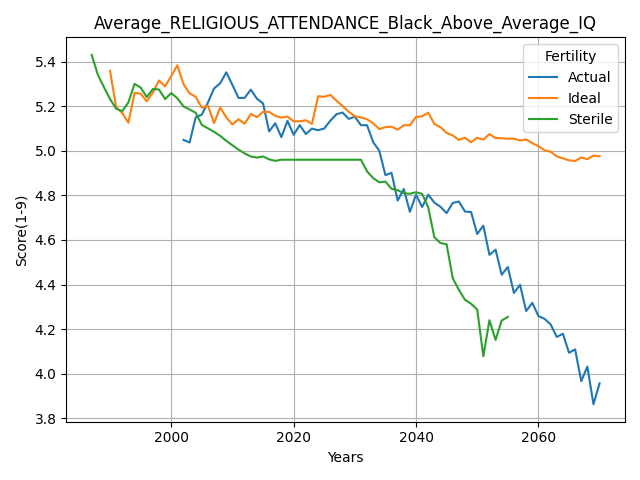 Average_RELIGIOUS_ATTENDANCE_Black_Above_Average_IQ
Fertility
Actual
Ideal
Sterile
Score(1-9)
5.4
5.2
5.0
4.8
4.6
4.4
4.2
4.0
3.8
2000
2020
2040
2060
Years